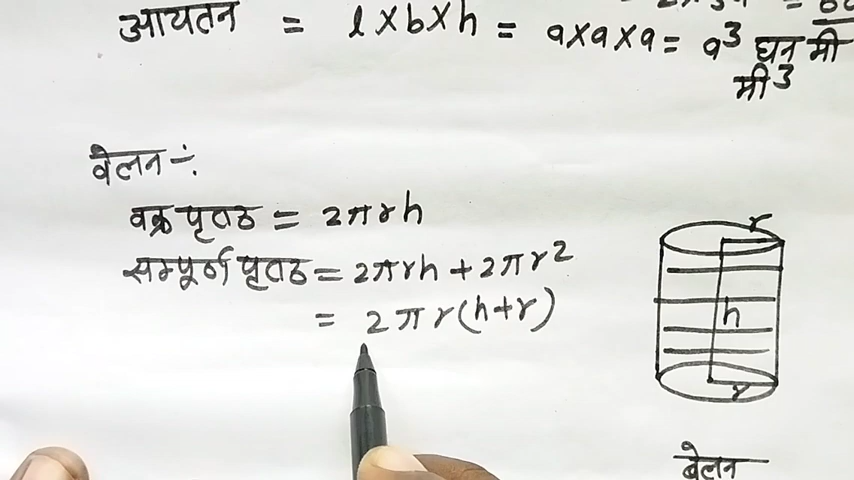 आयतन = l×b×h = a×a×a = a³ घन मी
मी³
बेलन÷
वक्र पृष्ठ = 2πrh
सम्पूर्ण पृष्ठ = 2πrh + 2πr²
= 2πr(h+r)
r
h
r
बेलन